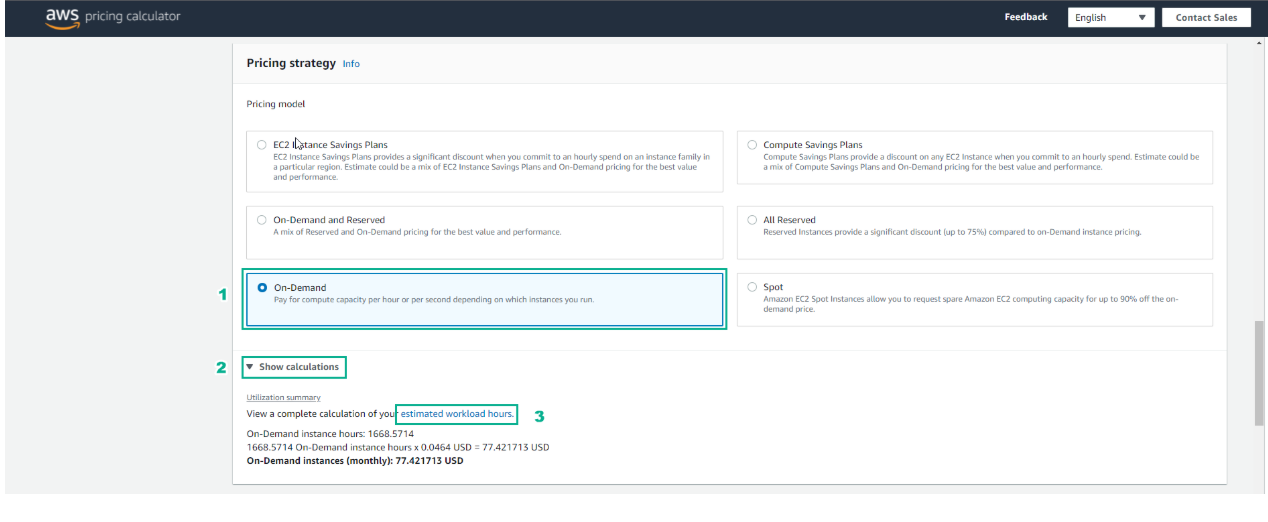 aws pricing calculator
Feedback
English
Contact Sales
Pricing strategy Info
Pricing model
EC2 Instance Savings Plans
EC2 Instance Savings Plans provides a significant discount when you commit to an hourly spend on an instance family in
a particular region. Estimate could be a mix of EC2 Instance Savings Plans and On-Demand pricing for the best value
and performance.
Compute Savings Plans
Compute Savings Plans provide a discount on any EC2 Instance when you commit to an hourly spend. Estimate could be
a mix of Compute Savings Plans and On-Demand pricing for the best value and performance.
On-Demand and Reserved
A mix of Reserved and On-Demand pricing for the best value and performance.
All Reserved
Reserved Instances provide a significant discount (up to 75%) compared to on-Demand instance pricing.
1
On-Demand
Pay for compute capacity per hour or per second depending on which instances you run.
Spot
Amazon EC2 Spot Instances allow you to request spare Amazon EC2 computing capacity for up to 90% off the on-
demand price.
2
Show calculations
Utilization summary
View a complete calculation of your estimated workload hours.
3
On-Demand instance hours: 1668.5714
1668.5714 On-Demand instance hours x 0.0464 USD = 77.421713 USD
On-Demand instances (monthly): 77.421713 USD